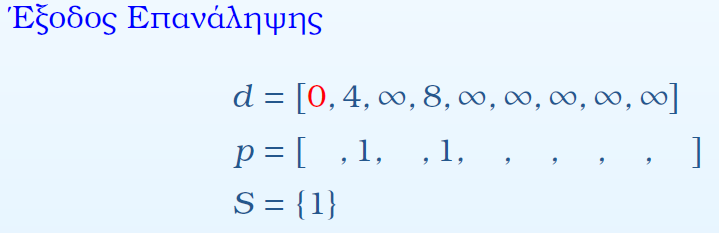 Έξοδος Επανάληψης
d = [0, 4, ∞, 8, ∞, ∞, ∞, ∞, ∞]
p = [ , 1, , 1, , , , , ]
S = {1}